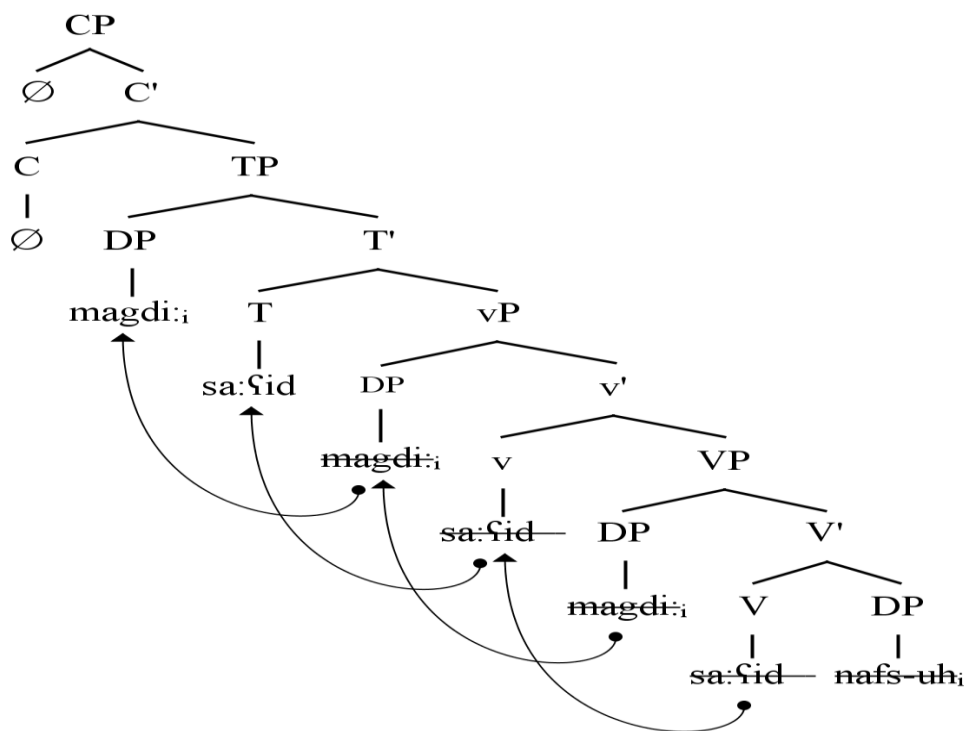 CP
∅ C'
C TP
∅ DP T'
magdi:ᵢ T vP
sa:ʕid DP v'
magdi:ᵢ v VP
sa:ʕid DP V'
magdi:ᵢ V DP
sa:ʕid nafs-uhᵢ